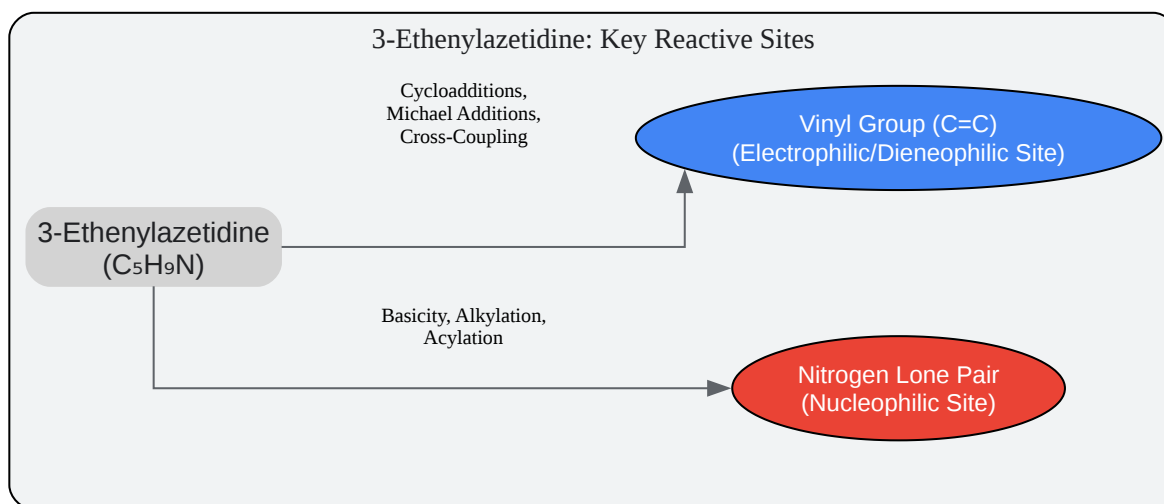 3-Ethenylazetidine: Key Reactive Sites
Cycloadditions,
Michael Additions,
Cross-Coupling
Vinyl Group (C=C)
(Electrophilic/Dieneophilic Site)
3-Ethenylazetidine
(C₅H₉N)
Basicity, Alkylation,
Acylation
Nitrogen Lone Pair
(Nucleophilic Site)